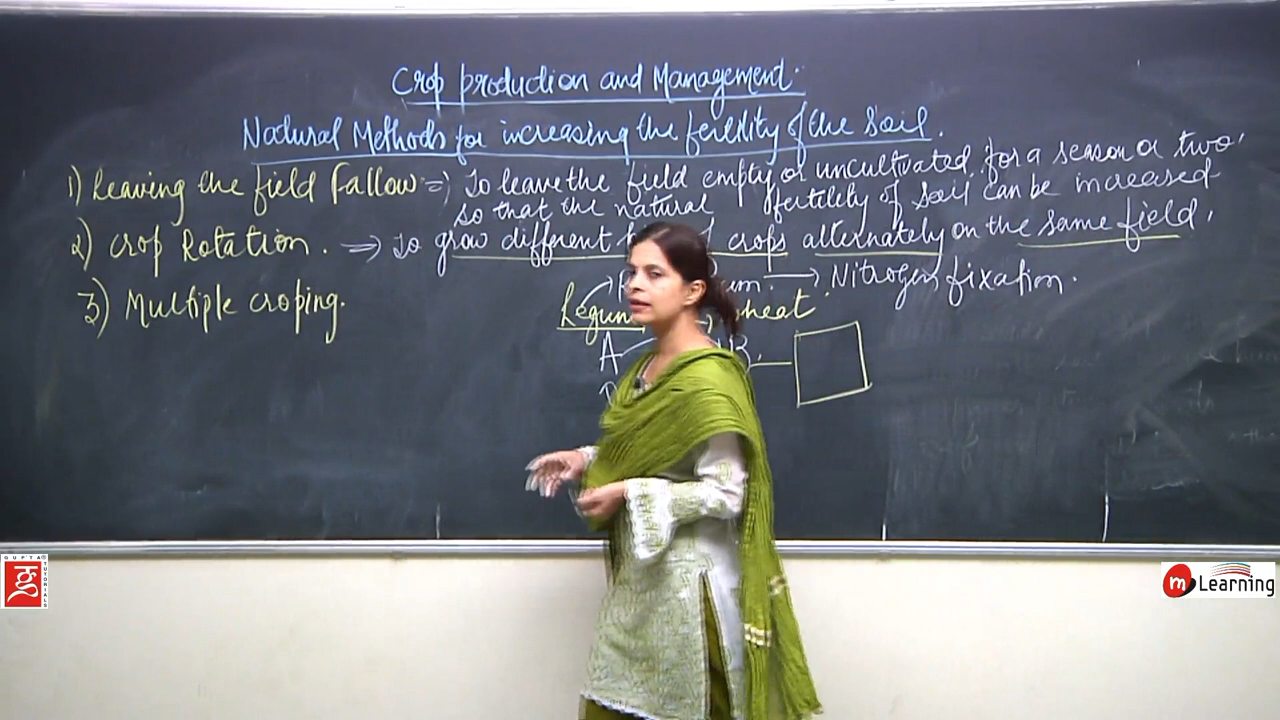 Crop production and Management.
Natural Methods for increasing the fertility of the soil.
1) Leaving the field fallow => To leave the field empty or uncultivated for a season or two,
so that the natural fertility of soil can be increased
2) Crop Rotation. => To grow different crops alternately on the same field,
Nitrogen fixation.
3) Multiple croping.
Legum wheat.
A B.
GUPTA TUTORIALS
m Learning